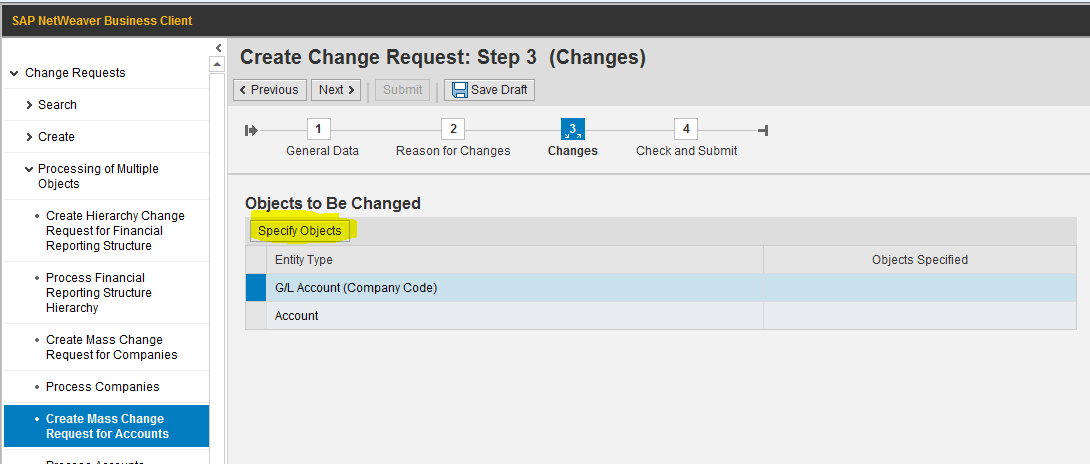 SAP NetWeaver Business Client
Change Requests
Search
Create
Processing of Multiple
Objects
Create Hierarchy Change
Request for Financial
Reporting Structure
Process Financial
Reporting Structure
Hierarchy
Create Mass Change
Request for Companies
Process Companies
Create Mass Change
Request for Accounts
Process Accounts
Create Change Request: Step 3 (Changes)
Previous Next Submit Save Draft
1 2 3 4
General Data Reason for Changes Changes Check and Submit
Objects to Be Changed
Specify Objects
Entity Type Objects Specified
G/L Account (Company Code)
Account